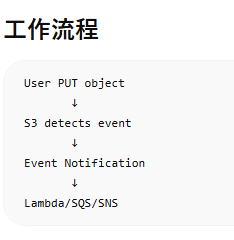 工作流程
User PUT object
↓
S3 detects event
↓
Event Notification
↓
Lambda/SQS/SNS